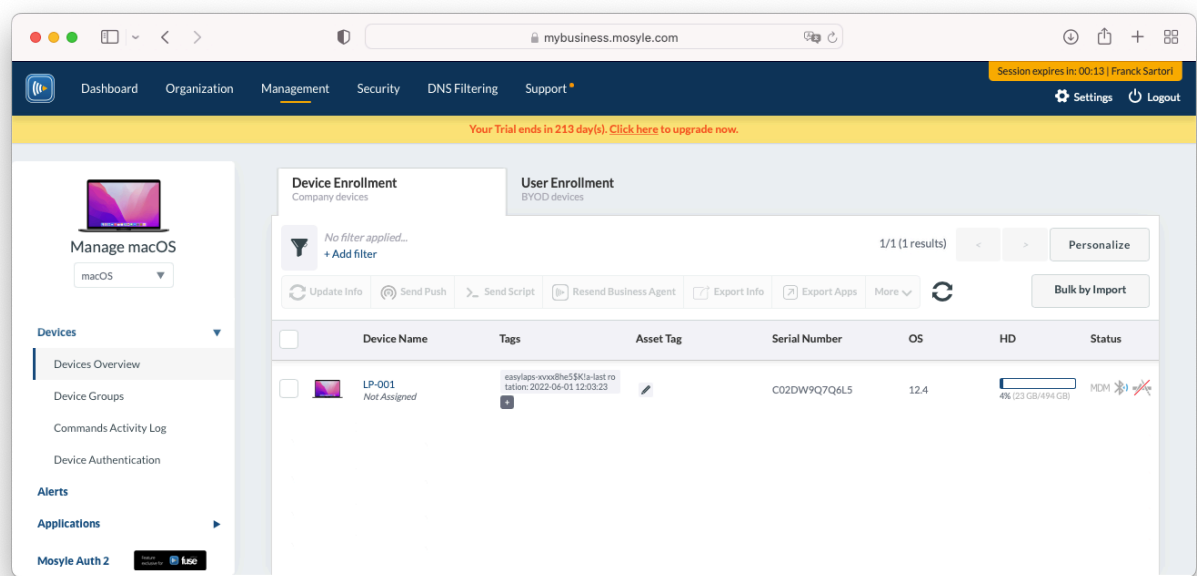 mybusiness.mosyle.com
Session expires in: 00:13 | Franck Sartori
Dashboard Organization Management Security DNS Filtering Support
Settings Logout
Your Trial ends in 213 day(s). Click here to upgrade now.
Manage macOS
macOS
Devices
Devices Overview
Device Groups
Commands Activity Log
Device Authentication
Alerts
Applications
Mosyle Auth 2
fuse
Device Enrollment
Company devices
User Enrollment
BYOD devices
No filter applied...
+ Add filter
1/1 (1 results)
< >
Personalize
Update Info Send Push Send Script Resend Business Agent Export Info Export Apps More
Bulk by Import
Device Name Tags Asset Tag Serial Number OS HD Status
LP-001
Not Assigned
easylaps-xvxx8he5$K!a-last ro
tation: 2022-06-01 12:03:23
+
C02DW9Q7Q6L5
12.4
4% (23 GB/494 GB)
MDM